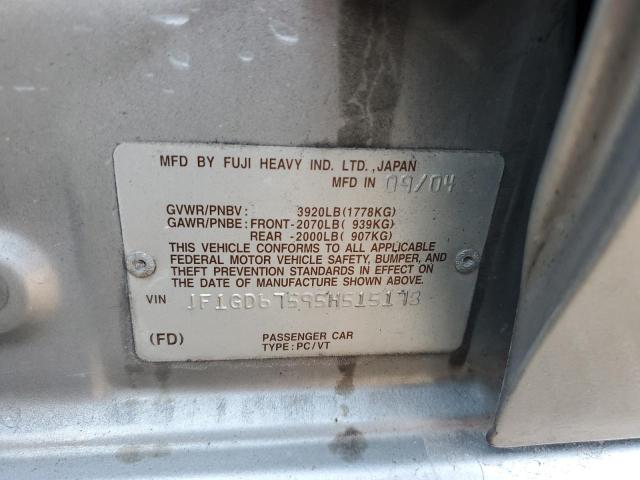 MFD BY FUJI HEAVY IND. LTD.,JAPAN
MFD IN 09/04
GVWR/PNBV: 3920LB(1778KG)
GAWR/PNBE: FRONT-2070LB( 939KG)
REAR -2000LB( 907KG)
THIS VEHICLE CONFORMS TO ALL APPLICABLE
FEDERAL MOTOR VEHICLE SAFETY, BUMPER, AND
THEFT PREVENTION STANDARDS IN EFFECT ON
THE DATE OF MANUFACTURE SHOWN ABOVE.
VIN JF1GD67595H515178
(FD) PASSENGER CAR
TYPE: PC/VT